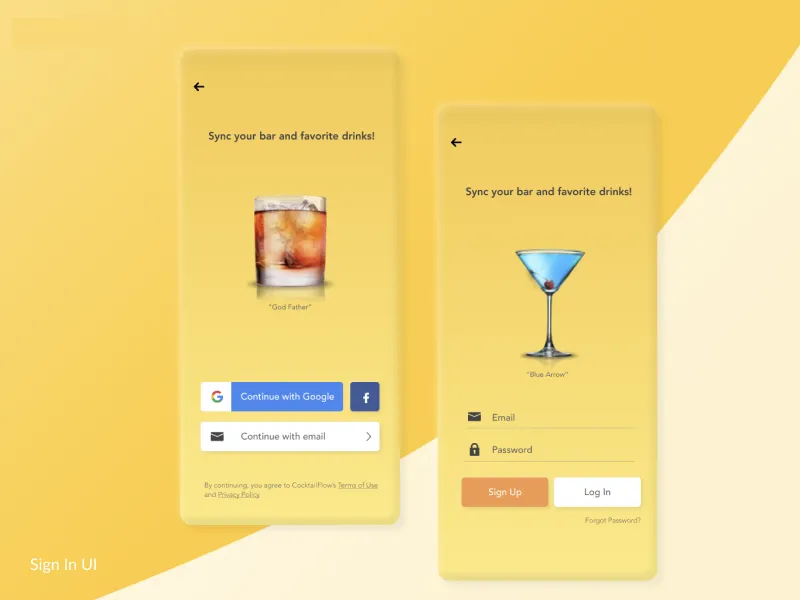 Sync your bar and favorite drinks!
"God Father"
G Continue with Google f
Continue with email
By continuing, you agree to CocktailFlow's Terms of Use
and Privacy Policy
Sync your bar and favorite drinks!
"Blue Arrow"
Email
Password
Sign Up Log In
Forgot Password?
Sign In UI